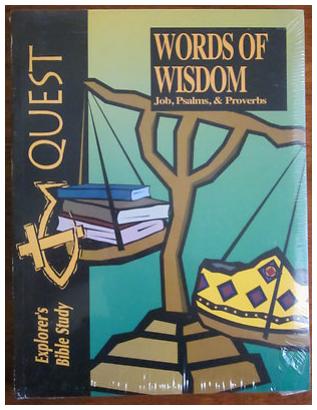 WORDS OF
WISDOM
Job, Psalms, & Proverbs
QUEST
Explorer's
Bible Study